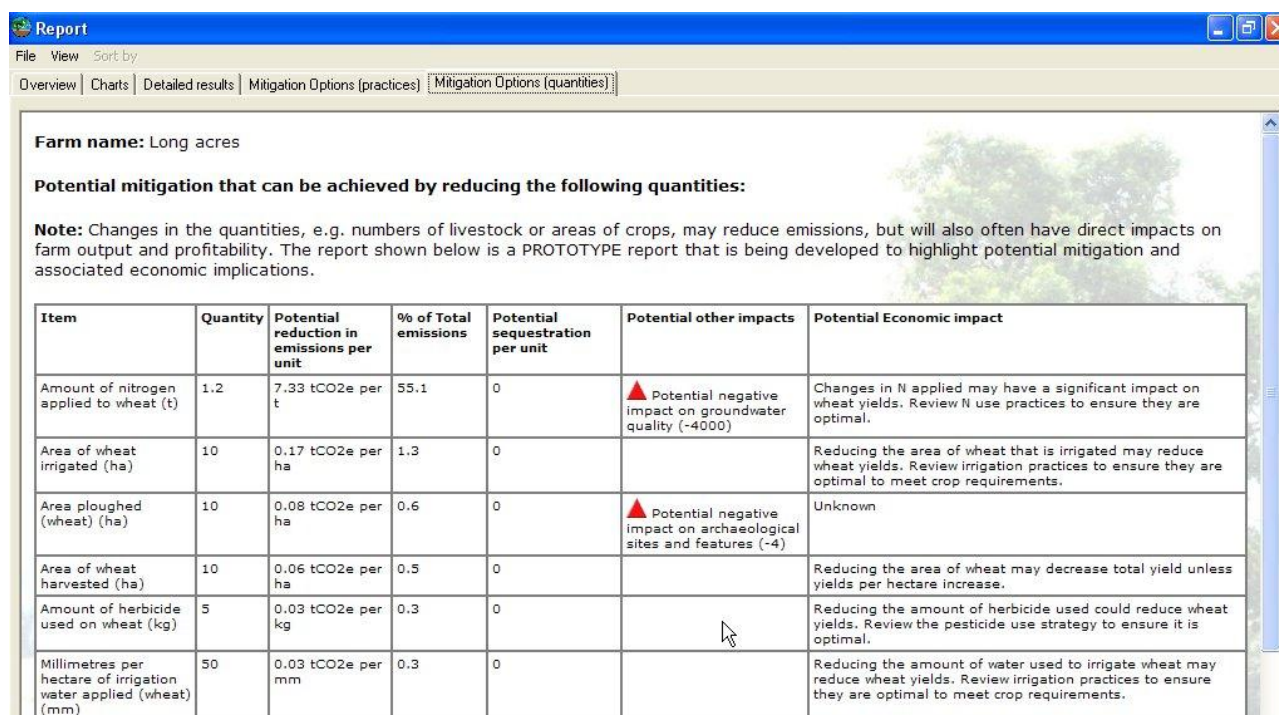 Report
File View Sort by
Overview Charts Detailed results Mitigation Options (practices) Mitigation Options (quantities)
Farm name: Long acres
Potential mitigation that can be achieved by reducing the following quantities:
Note: Changes in the quantities, e.g. numbers of livestock or areas of crops, may reduce emissions, but will also often have direct impacts on
farm output and profitability. The report shown below is a PROTOTYPE report that is being developed to highlight potential mitigation and
associated economic implications.
Item
Quantity
Potential
reduction in
emissions per
unit
% of Total
emissions
Potential
sequestration
per unit
Potential other impacts
Potential Economic impact
Amount of nitrogen
applied to wheat (t)
1.2
7.33 tCO2e per
t
55.1
0
Potential negative
impact on groundwater
quality (-4000)
Changes in N applied may have a significant impact on
wheat yields. Review N use practices to ensure they are
optimal.
Area of wheat
irrigated (ha)
10
0.17 tCO2e per
ha
1.3
0
Reducing the area of wheat that is irrigated may reduce
wheat yields. Review irrigation practices to ensure they are
optimal to meet crop requirements.
Area ploughed
(wheat) (ha)
10
0.08 tCO2e per
ha
0.6
0
Potential negative
impact on archaeological
sites and features (-4)
Unknown
Area of wheat
harvested (ha)
10
0.06 tCO2e per
ha
0.5
0
Reducing the area of wheat may decrease total yield unless
yields per hectare increase.
Amount of herbicide
used on wheat (kg)
5
0.03 tCO2e per
kg
0.3
0
Reducing the amount of herbicide used could reduce wheat
yields. Review the pesticide use strategy to ensure it is
optimal.
Millimetres per
hectare of irrigation
water applied (wheat)
(mm)
50
0.03 tCO2e per
mm
0.3
0
Reducing the amount of water used to irrigate wheat may
reduce wheat yields. Review irrigation practices to ensure
they are optimal to meet crop requirements.